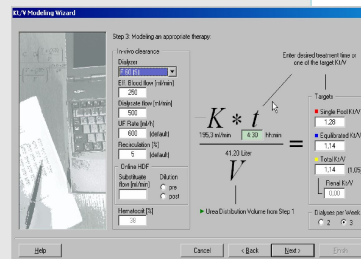 Kt/V Modeling Wizard
Step 3: Modeling an appropriate therapy.
In-vivo clearance
Dialyzer
Eff. Blood flow [ml/min]
250
Dialysate flow [ml/min]
500
UF Rate [ml/h]
600 (default)
Recirculation [%]
5 (default)
Online HDF
Substituate Dilution
flow [ml/min] pre
post
Hematocrit [%]
36
Enter desired treatment time or
one of the target Kt/V
K * t
195,3 ml/min 4:30 hh:mm
=
41.20 Liter
V
Urea Distribution Volume from Step 1
Targets
Single Pool Kt/V
1,28
Equilibrated Kt/V
1,14
Total Kt/V
1,14 (1,05
Renal Kt/V
0,00
Dialyses per Week
2 3
Help Cancel < Back Next > Finish